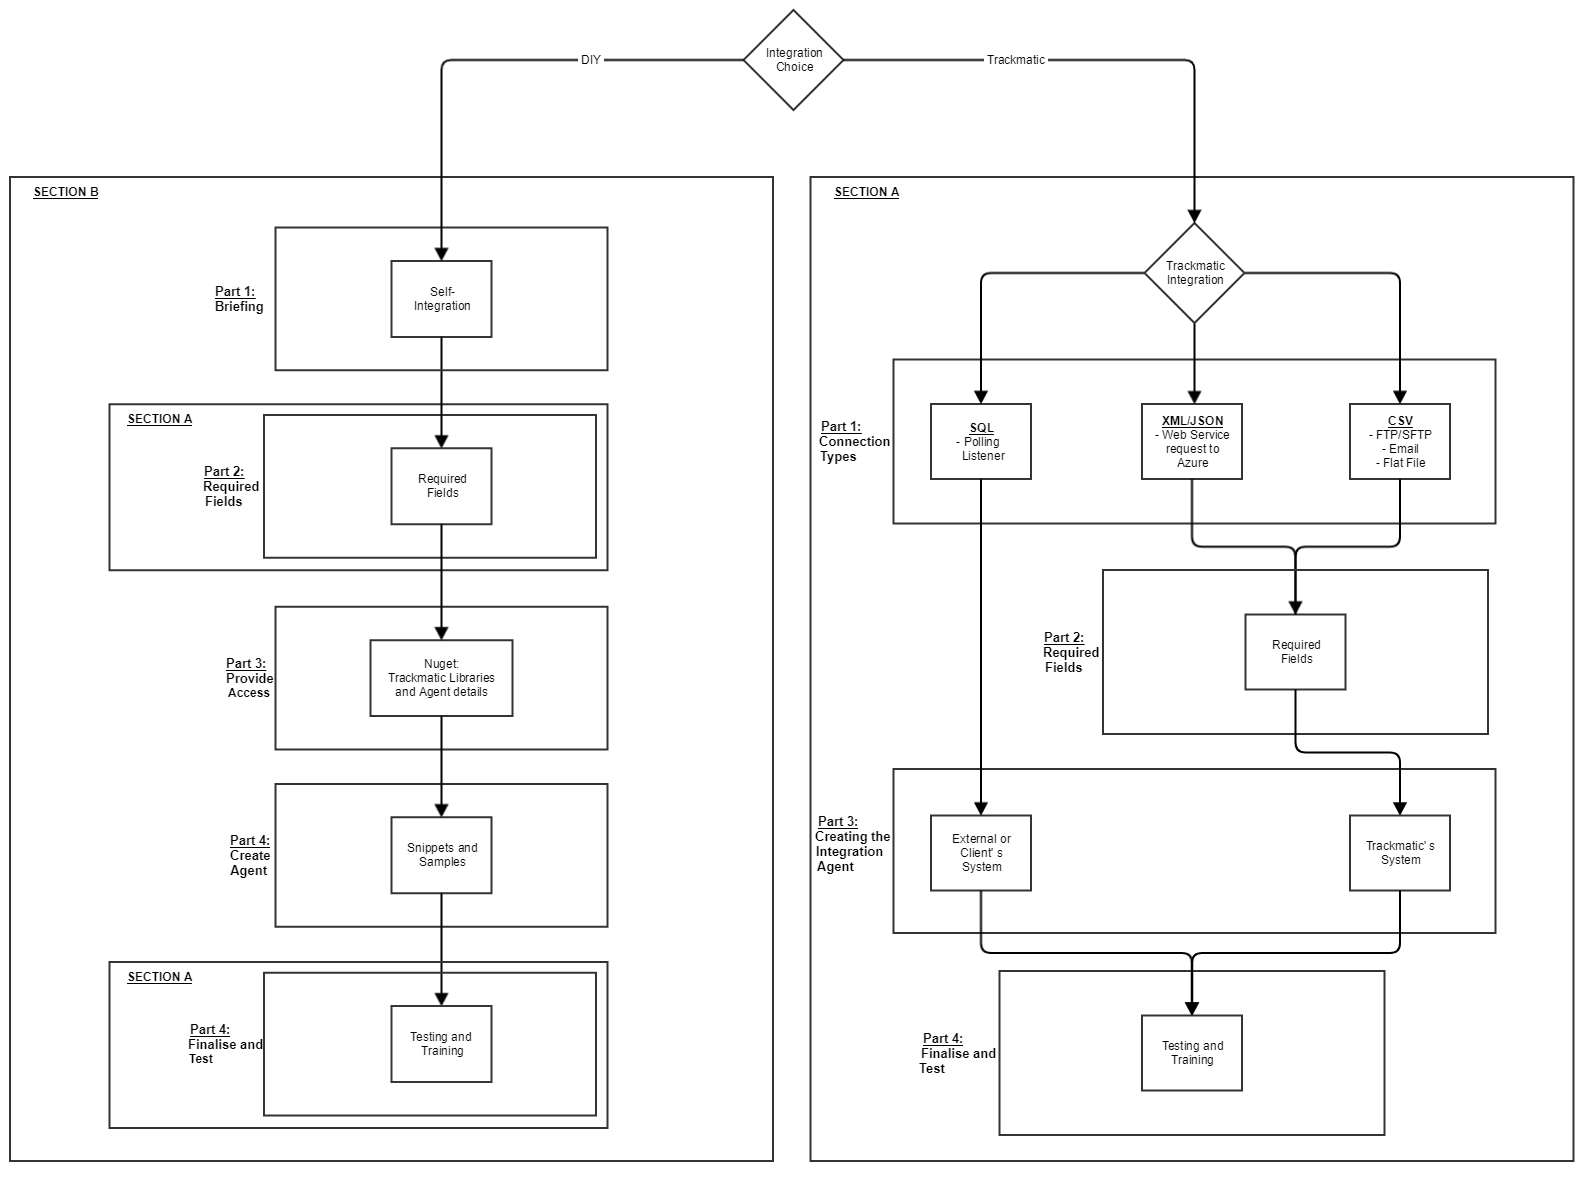 Integration
Choice
DIY
Trackmatic
SECTION B
Part 1:
Briefing
Self-
Integration
SECTION A
Part 2:
Required
Fields
Required
Fields
Part 3:
Provide
Access
Nuget:
Trackmatic Libraries
and Agent details
Part 4:
Create
Agent
Snippets and
Samples
SECTION A
Part 4:
Finalise and
Test
Testing and
Training
SECTION A
Trackmatic
Integration
Part 1:
Connection
Types
SQL
- Polling
Listener
XML/JSON
- Web Service
request to
Azure
CSV
- FTP/SFTP
- Email
- Flat File
Part 2:
Required
Fields
Required
Fields
Part 3:
Creating the
Integration
Agent
External or
Client' s
System
Trackmatic' s
System
Part 4:
Finalise and
Test
Testing and
Training